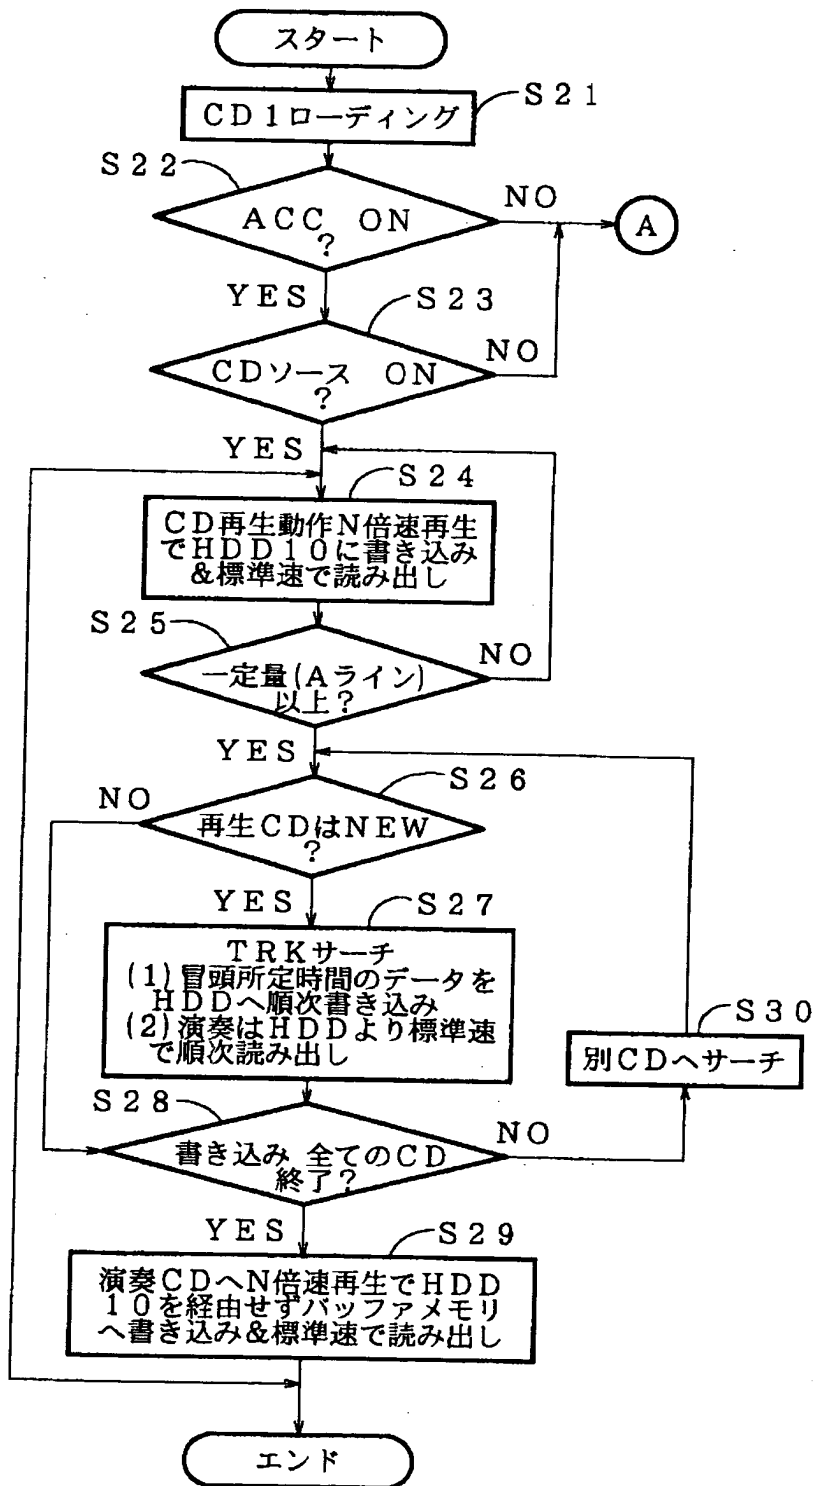 スタート
S21
CD1ローディング
S22
ACC ON
?
NO
A
YES
S23
CDソース ON
?
NO
YES
S24
CD再生動作N倍速再生
でHDD10に書き込み
&標準速で読み出し
S25
一定量(Aライン)
以上?
NO
YES
S26
NO
再生CDはNEW
?
YES
S27
TRKサーチ
(1)冒頭所定時間のデータを
HDDへ順次書き込み
(2)演奏はHDDより標準速
で順次読み出し
S30
別CDへサーチ
S28
書き込み 全てのCD
終了?
NO
YES
S29
演奏CDへN倍速再生でHDD
10を経由せずバッファメモリ
へ書き込み&標準速で読み出し
エンド